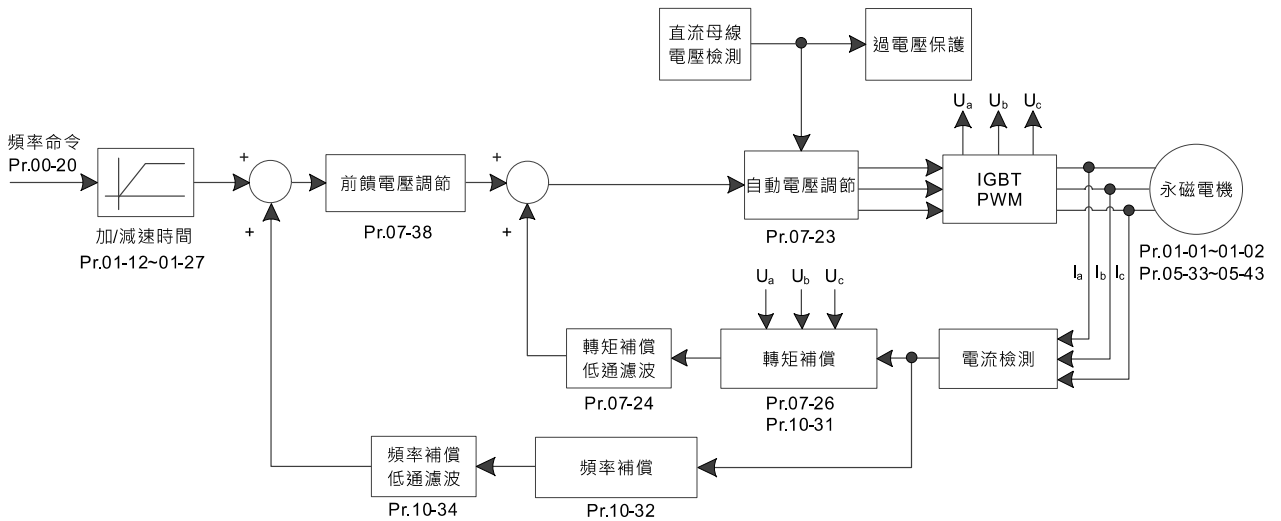 直流母線
電壓檢測
過電壓保護
頻率命令
Pr.00-20
加/減速時間
Pr.01-12~01-27
+
+
前饋電壓調節
Pr.07-38
+
+
自動電壓調節
Pr.07-23
Ua Ub Uc
IGBT
PWM
永磁電機
Pr.01-01~01-02
Pr.05-33~05-43
Ia Ib Ic
Ua Ub Uc
轉矩補償
低通濾波
Pr.07-24
轉矩補償
Pr.07-26
Pr.10-31
電流檢測
頻率補償
低通濾波
Pr.10-34
頻率補償
Pr.10-32